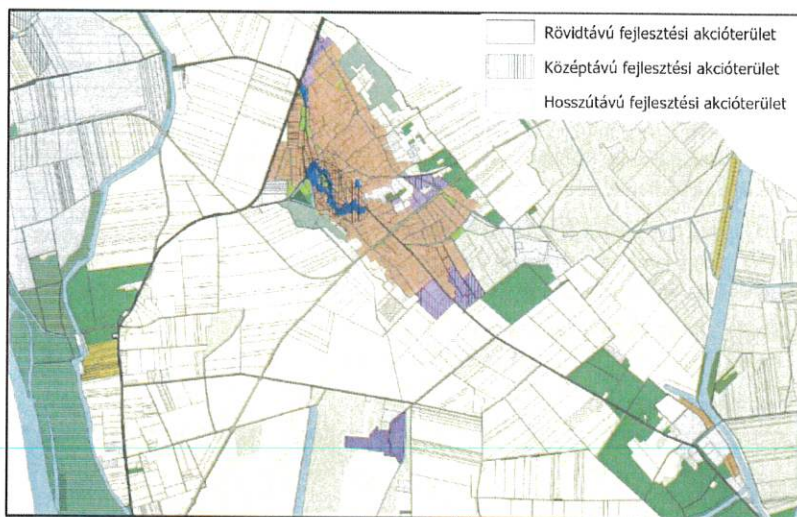 Rövidtávú fejlesztési akcióterület
Középtávú fejlesztési akcióterület
Hosszútávú fejlesztési akcióterület